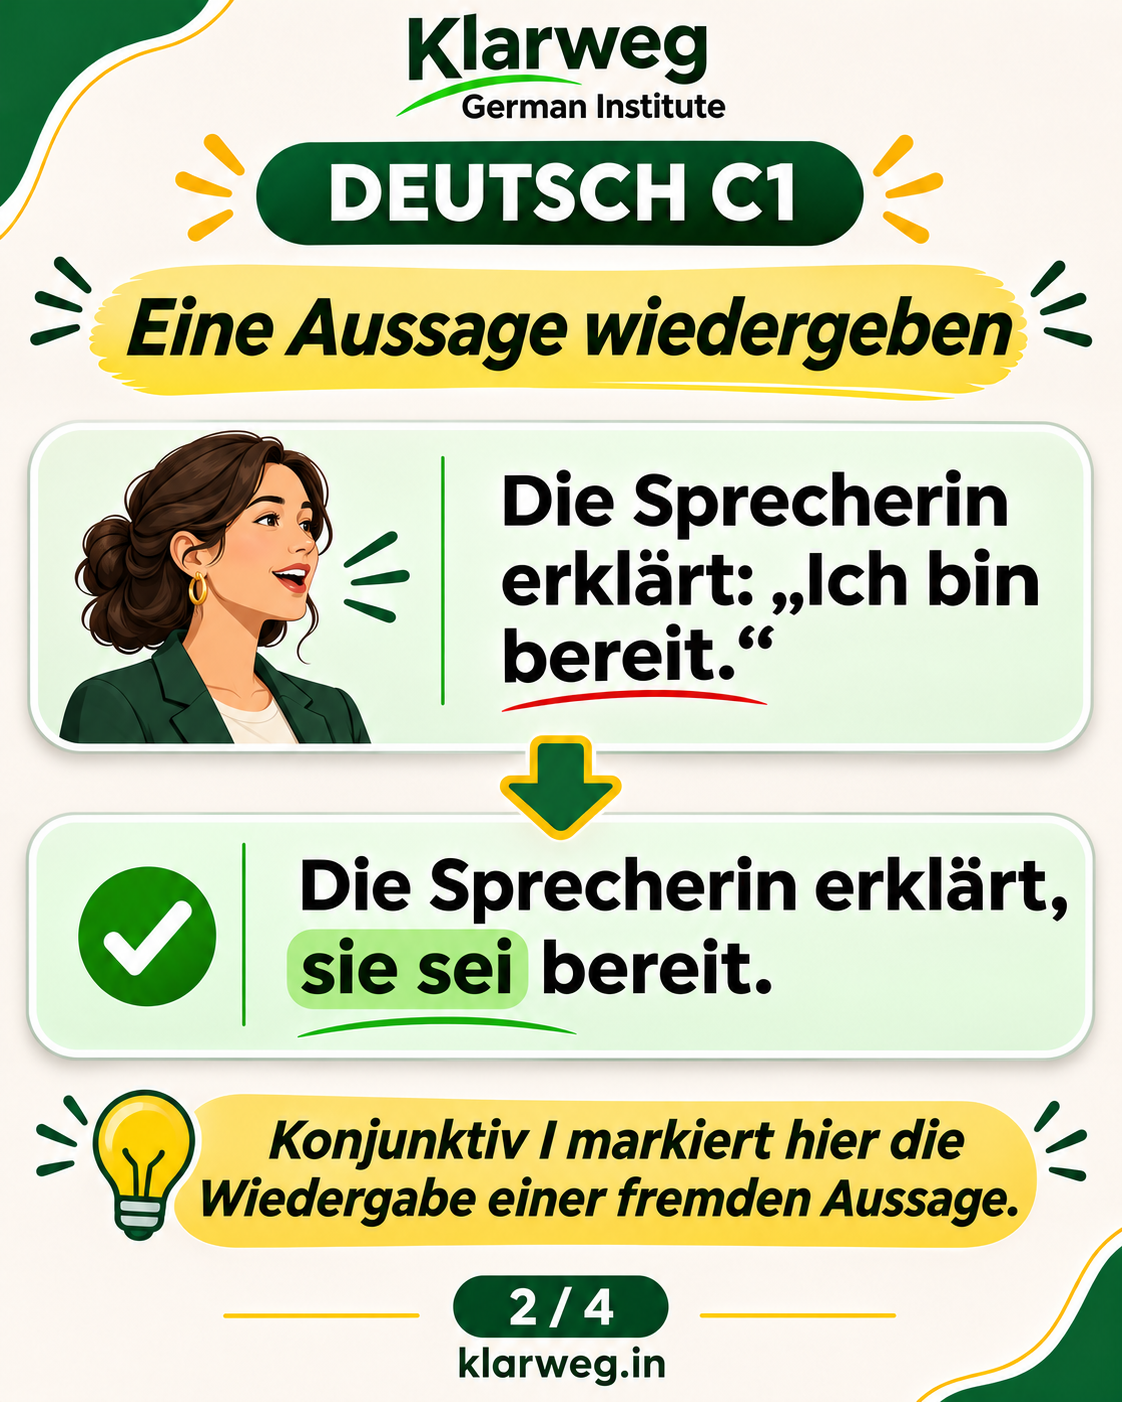 Klarweg
German Institute
DEUTSCH C1
Eine Aussage wiedergeben
Die Sprecherin
erklärt: „Ich bin
bereit.“
Die Sprecherin erklärt,
sie sei bereit.
Konjunktiv I markiert hier die
Wiedergabe einer fremden Aussage.
2 / 4
klarweg.in